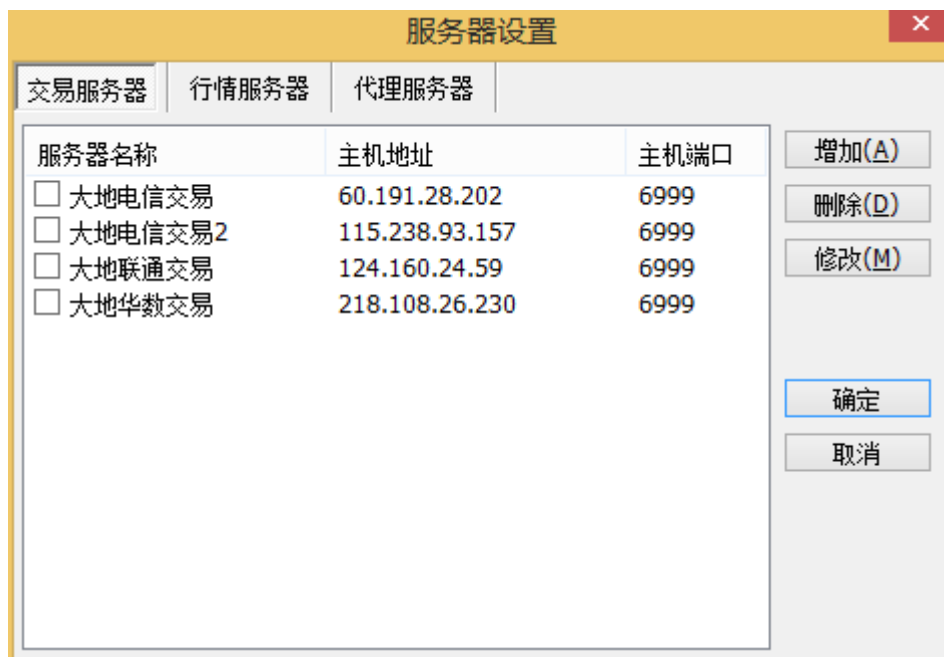 服务器设置
交易服务器 行情服务器 代理服务器
服务器名称 主机地址 主机端口 增加(A)
大地电信交易 60.191.28.202 6999 删除(D)
大地电信交易2 115.238.93.157 6999
大地联通交易 124.160.24.59 6999 修改(M)
大地华数交易 218.108.26.230 6999
确定
取消